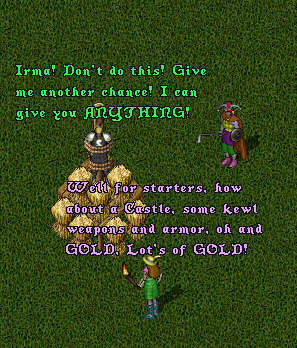 Irma! Don't do this! Give
me another chance! I can
give you ANYTHING!
Well for starters, how
about a Castle, some kewl
weapons and armor, oh and
GOLD, Lot's of GOLD!